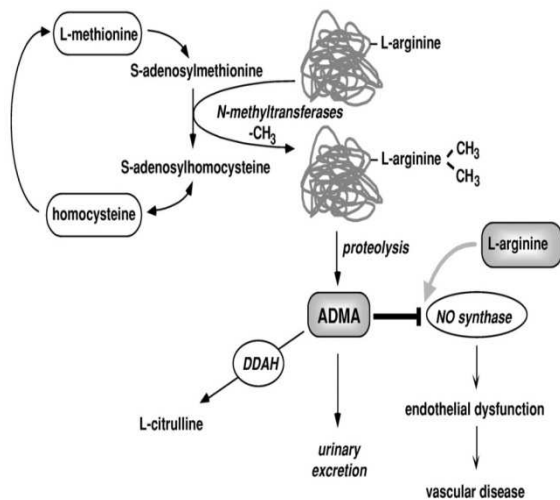 L-methionine
S-adenosylmethionine
L-arginine
N-methyltransferases
-CH3
S-adenosylhomocysteine
L-arginine
CH3
CH3
homocysteine
proteolysis
L-arginine
ADMA
NO synthase
DDAH
L-citrulline
urinary
excretion
endothelial dysfunction
vascular disease